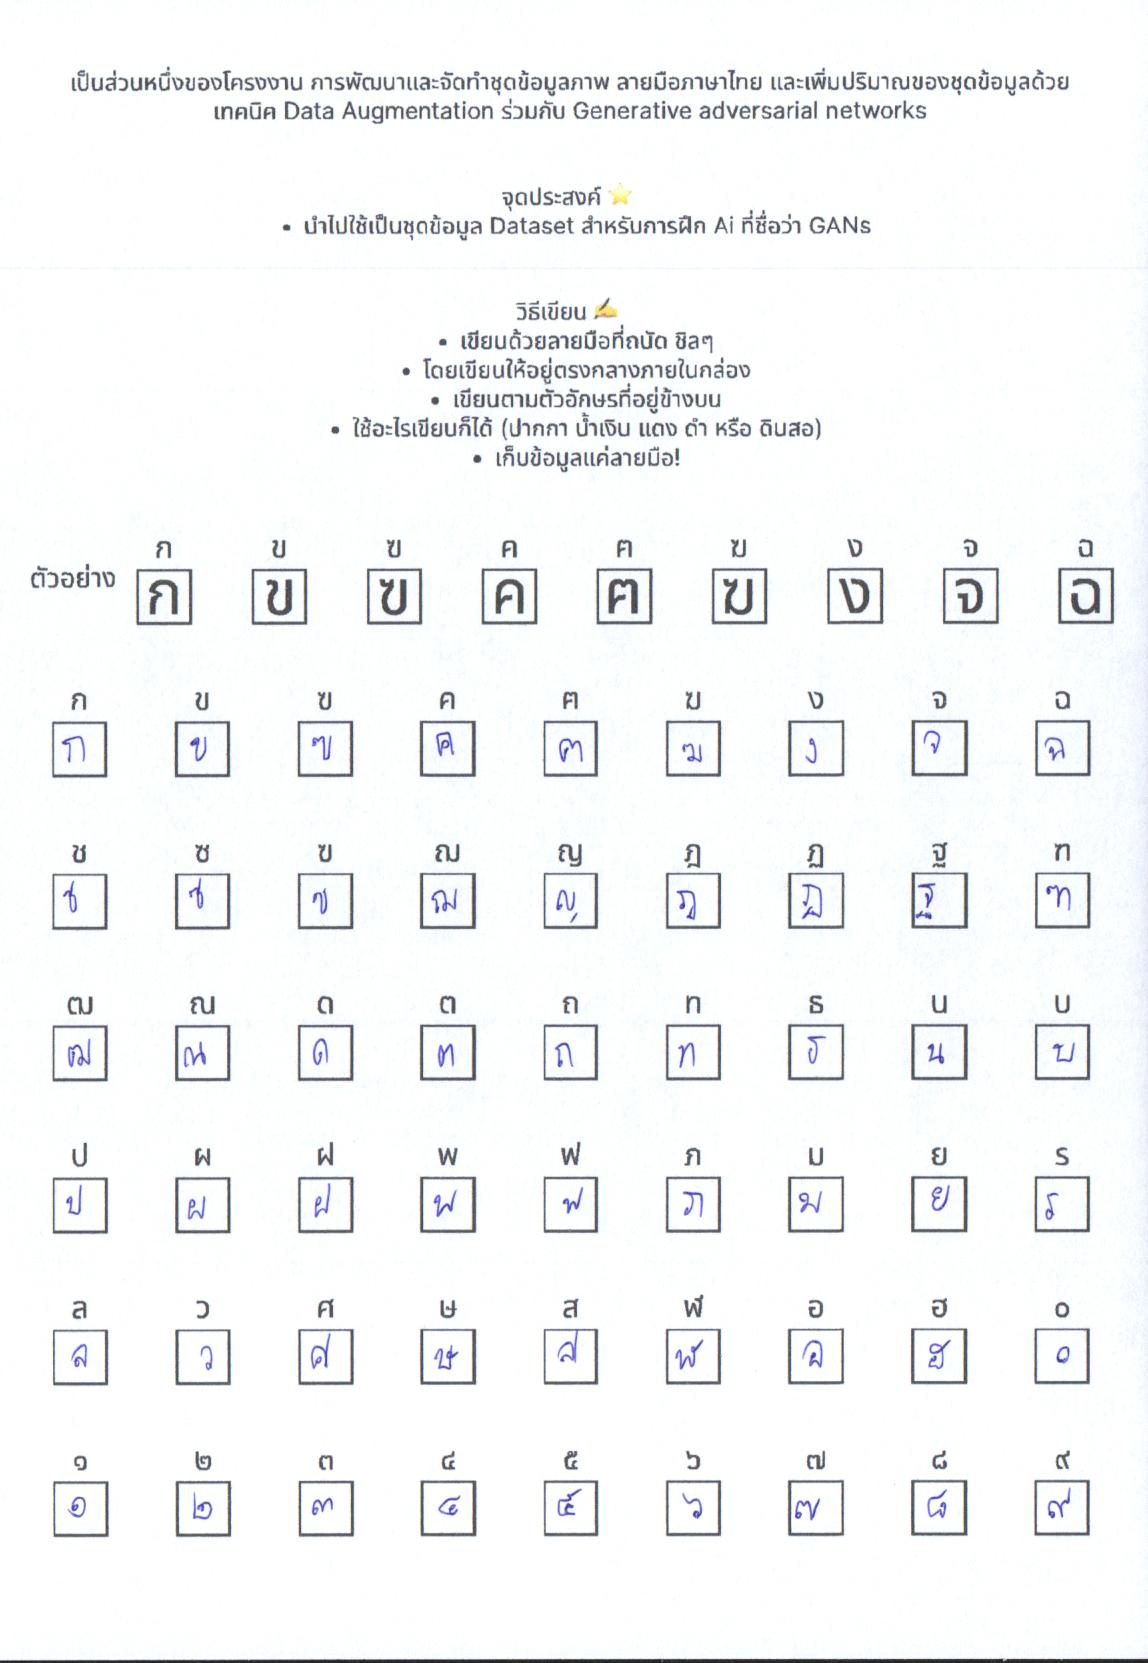 เป็นส่วนหนึ่งของโครงงาน การพัฒนาและจัดทำชุดข้อมูลภาพ ลายมือภาษาไทย และเพิ่มปริมาณของชุดข้อมูลด้วย
เทคนิค Data Augmentation ร่วมกับ Generative adversarial networks
จุดประสงค์ ⭐
• นำไปใช้เป็นชุดข้อมูล Dataset สำหรับการฝึก Ai ที่ชื่อว่า GANs
วิธีเขียน ✍
• เขียนด้วยลายมือที่ถนัด ชิลๆ
• โดยเขียนให้อยู่ตรงกลางภายในกล่อง
• เขียนตามตัวอักษรที่อยู่ข้างบน
• ใช้อะไรเขียนก็ได้ (ปากกา น้ำเงิน แดง ดำ หรือ ดินสอ)
• เก็บข้อมูลแค่ลายมือ!
ก ข ฃ ค ฅ ฆ ง จ ฉ
ตัวอย่าง ก ข ฃ ค ฅ ฆ ง จ ฉ
ก ข ฃ ค ฅ ฆ ง จ ฉ
ก ข ฃ ค ฅ ฆ ง จ ฉ
ช ซ ฃ ฌ ญ ฎ ฏ ฐ ฑ
ช ซ ฃ ฌ ญ ฎ ฏ ฐ ฑ
ฒ ณ ด ต ถ ท ธ น บ
ฒ ณ ด ต ถ ท ธ น บ
ป ผ ฝ พ ฟ ภ ม ย ร
ป ผ ฝ พ ฟ ภ ม ย ร
ล ว ศ ษ ส ฬ อ ฮ ๐
ล ว ศ ษ ส ฬ อ ฮ ๐
๑ ๒ ๓ ๔ ๕ ๖ ๗ ๘ ๙
๑ ๒ ๓ ๔ ๕ ๖ ๗ ๘ ๙